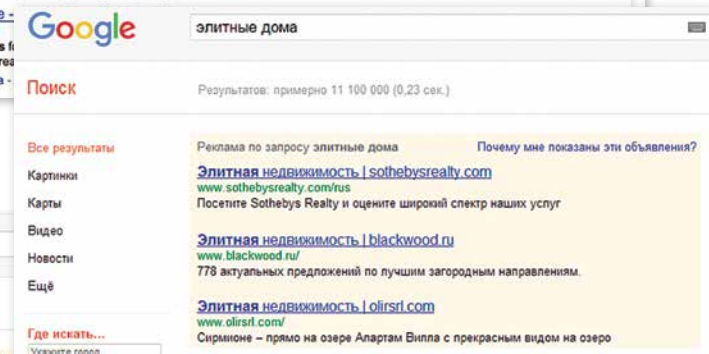 Google
элитные дома
Поиск
Результатов: примерно 11 100 000 (0,23 сек.)
Все результаты
Картинки
Карты
Видео
Новости
Ещё
Где искать...
Укажите город
Реклама по запросу элитные дома
Почему мне показаны эти объявления?
Элитная недвижимость | sothebysrealty.com
www.sothebysrealty.com/rus
Посетите Sothebys Realty и оцените широкий спектр наших услуг
Элитная недвижимость | blackwood.ru
www.blackwood.ru/
778 актуальных предложений по лучшим загородным направлениям.
Элитная недвижимость | olirsrl.com
www.olirsrl.com/
Сирмионе – прямо на озере Апартам Вилла с прекрасным видом на озеро